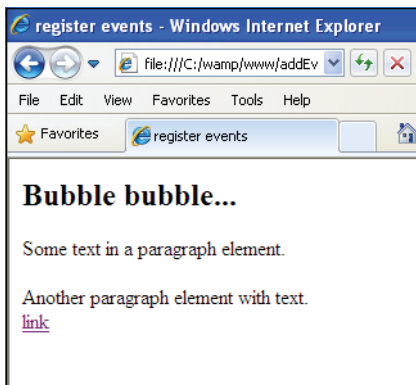 register events - Windows Internet Explorer
file:///C:/wamp/www/addEv
File Edit View Favorites Tools Help
Favorites register events
Bubble bubble...
Some text in a paragraph element.
Another paragraph element with text.
link